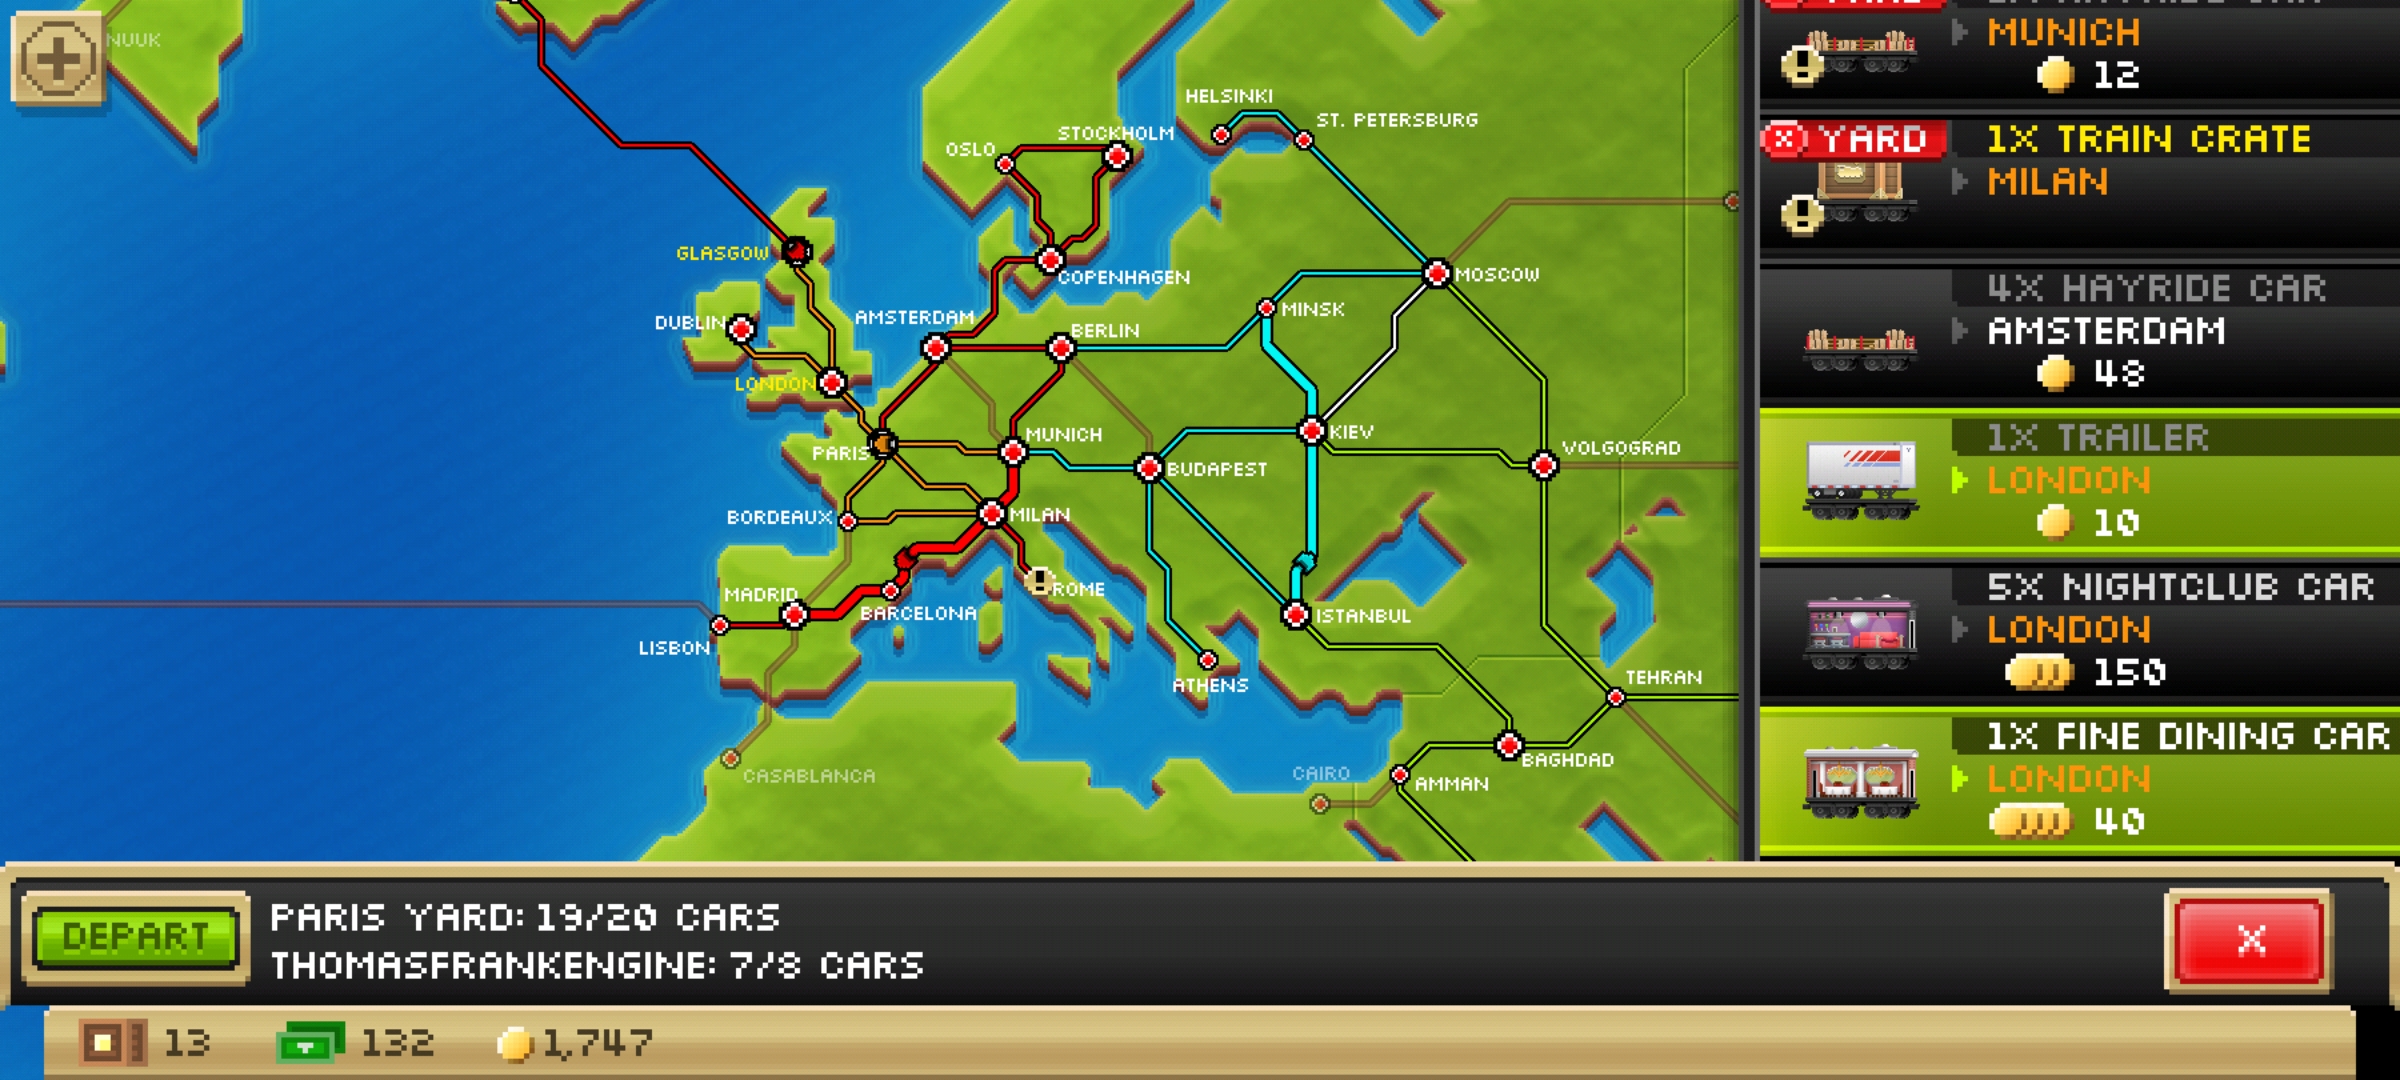 NUUK
HELSINKI
ST. PETERSBURG
STOCKHOLM
OSLO
GLASGOW
COPENHAGEN
MOSCOW
DUBLIN
AMSTERDAM
BERLIN
MINSK
LONDON
PARIS
MUNICH
BUDAPEST
KIEV
VOLGOGRAD
BORDEAUX
MILAN
MADRID
BARCELONA
ROME
ISTANBUL
LISBON
ATHENS
TEHRAN
CASABLANCA
CAIRO
AMMAN
BAGHDAD
MUNICH
12
YARD
1X TRAIN CRATE
MILAN
4X HAYRIDE CAR
AMSTERDAM
48
1X TRAILER
LONDON
10
5X NIGHTCLUB CAR
LONDON
150
1X FINE DINING CAR
LONDON
40
DEPART
PARIS YARD: 19/20 CARS
THOMASFRANKENGINE: 7/8 CARS
X
13
132
1,747